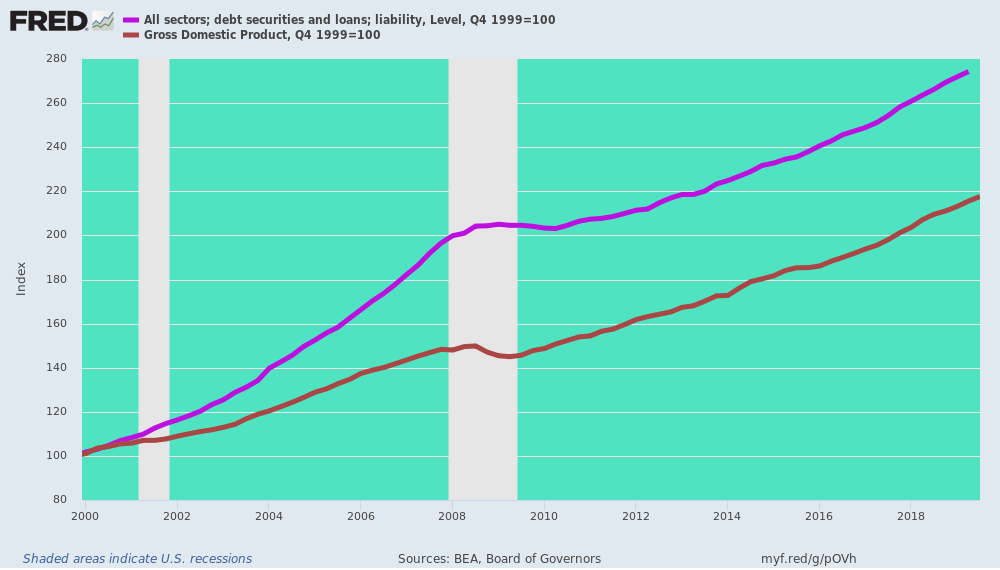 FRED
All sectors; debt securities and loans; liability, Level, Q4 1999=100
Gross Domestic Product, Q4 1999=100
280
260
240
220
200
180
160
140
120
100
80
Index
2000 2002 2004 2006 2008 2010 2012 2014 2016 2018
Shaded areas indicate U.S. recessions Sources: BEA, Board of Governors myf.red/g/pOVh